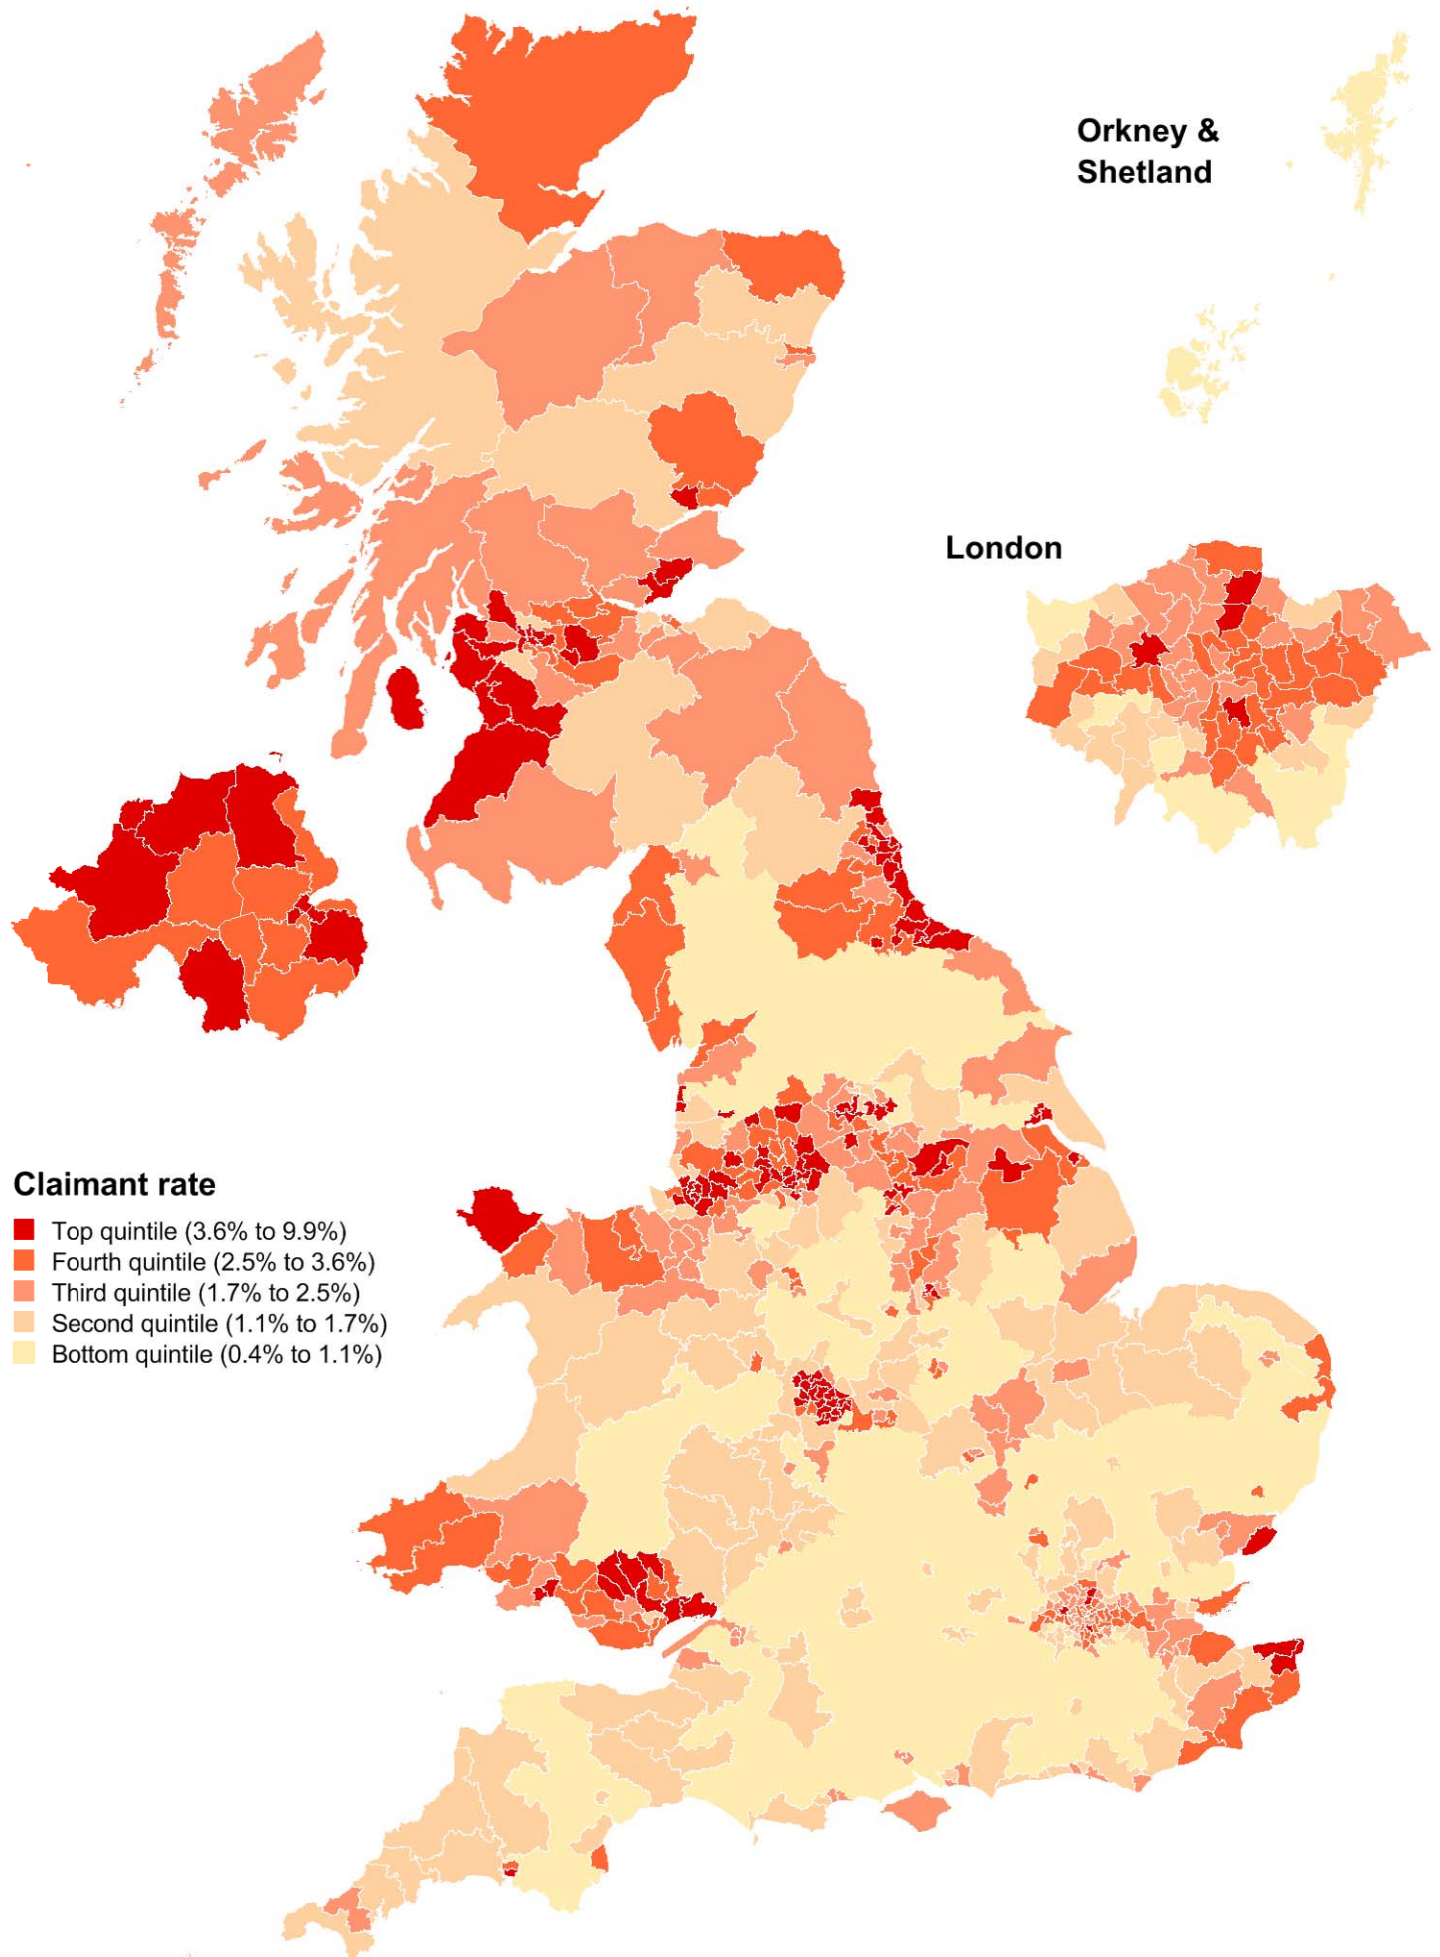 Orkney &
Shetland
London
Claimant rate
Top quintile (3.6% to 9.9%)
Fourth quintile (2.5% to 3.6%)
Third quintile (1.7% to 2.5%)
Second quintile (1.1% to 1.7%)
Bottom quintile (0.4% to 1.1%)